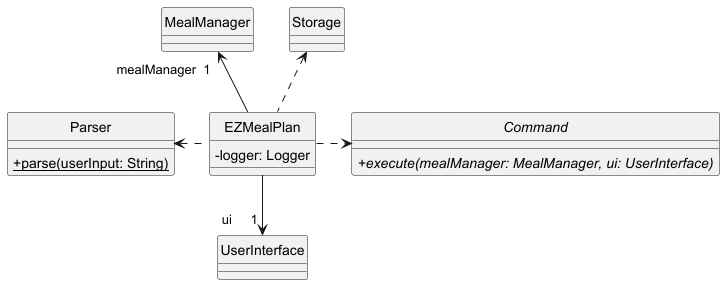 MealManager
Storage
mealManager 1
Parser
+parse(userInput: String)
EZMealPlan
-logger: Logger
Command
+execute(mealManager: MealManager, ui: UserInterface)
ui 1
UserInterface